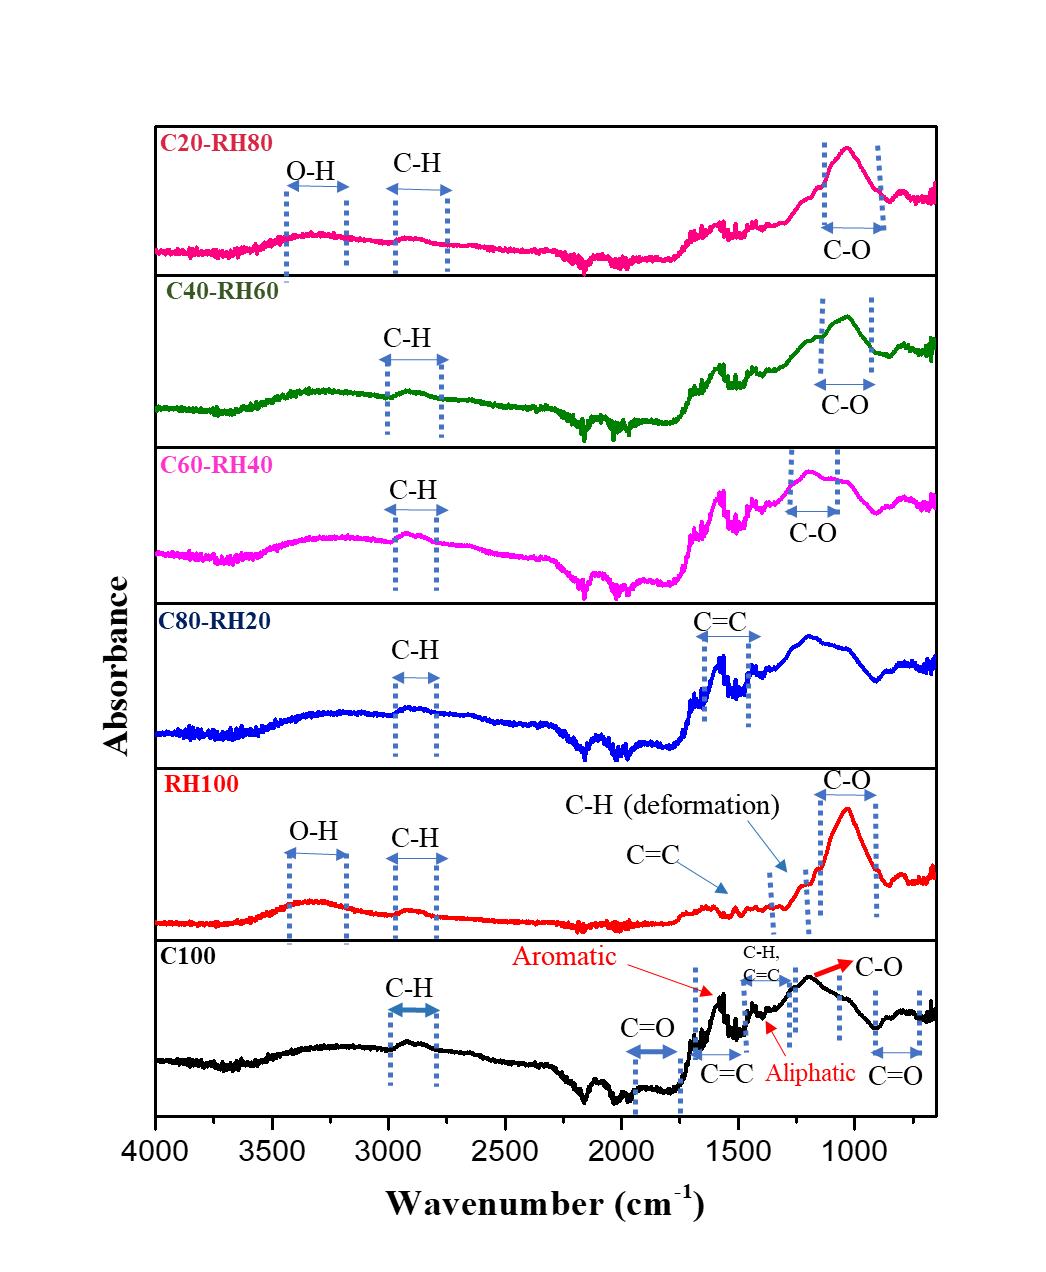 C20-RH80
O-H
C-H
C-O
C40-RH60
C-H
C-O
C60-RH40
C-H
C-O
C80-RH20
C-H
C=C
RH100
O-H
C-H
C=C
C-H (deformation)
C-O
C100
C-H
C=O
Aromatic
C=C
C-H,
C=C
Aliphatic
C-O
C=O
Absorbance
4000 3500 3000 2500 2000 1500 1000
Wavenumber (cm⁻¹)